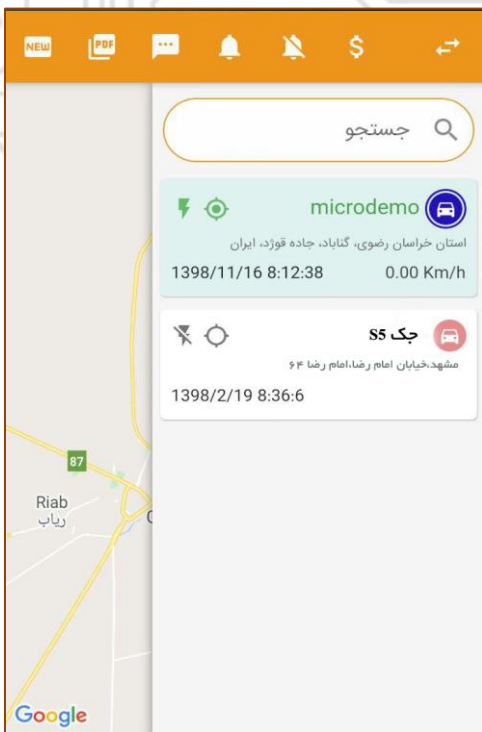 NEW
PDF
جستجو
microdemo
استان خراسان رضوی، گناباد، جاده قوژد، ایران
1398/11/16 8:12:38
0.00 Km/h
جک S5
مشهد،خیابان امام رضا،امام رضا ۶۴
1398/2/19 8:36:6
87
Riab
ریاب
Google